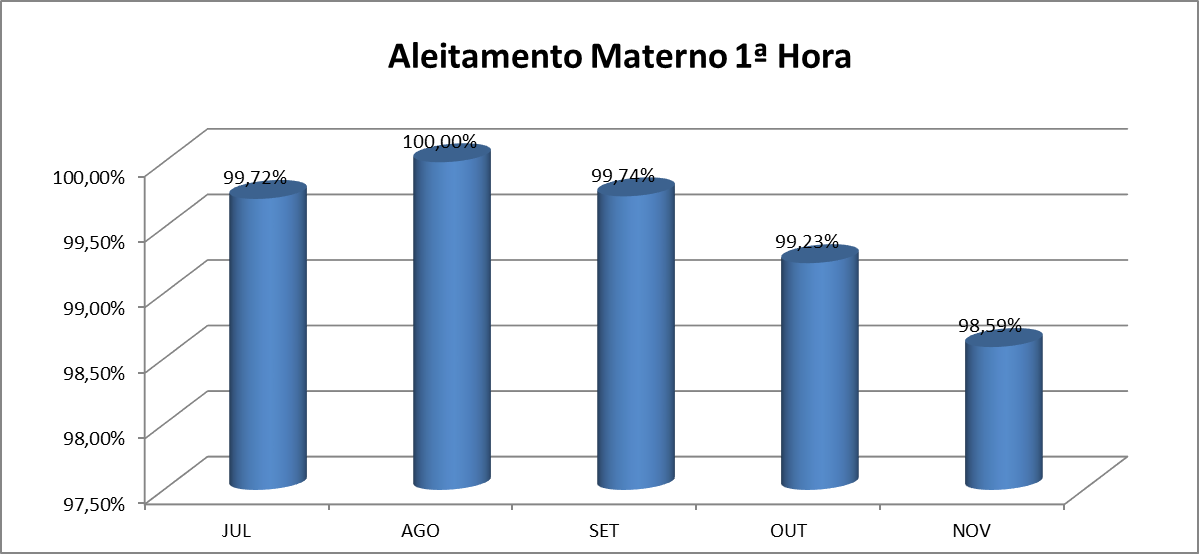 Aleitamento Materno 1ª Hora
100,00%
99,50%
99,00%
98,50%
98,00%
97,50%
99,72%
100,00%
99,74%
99,23%
98,59%
JUL
AGO
SET
OUT
NOV